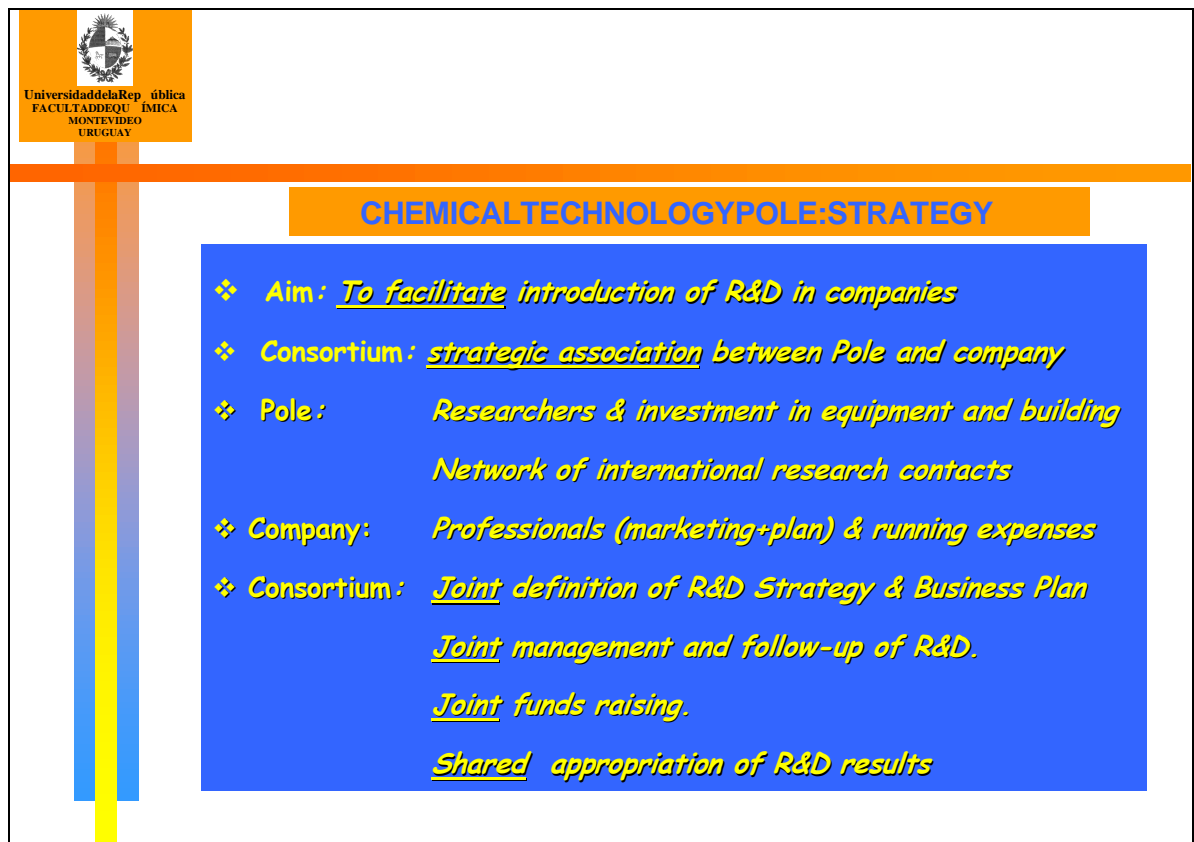 UniversidaddelaRep ública
FACULTADDEQU ÍMICA
MONTEVIDEO
URUGUAY
CHEMICALTECHNOLOGYPOLE:STRATEGY
❖ Aim: To facilitate introduction of R&D in companies
❖ Consortium: strategic association between Pole and company
❖ Pole: Researchers & investment in equipment and building
Network of international research contacts
❖ Company: Professionals (marketing+plan) & running expenses
❖ Consortium: Joint definition of R&D Strategy & Business Plan
Joint management and follow-up of R&D.
Joint funds raising.
Shared appropriation of R&D results